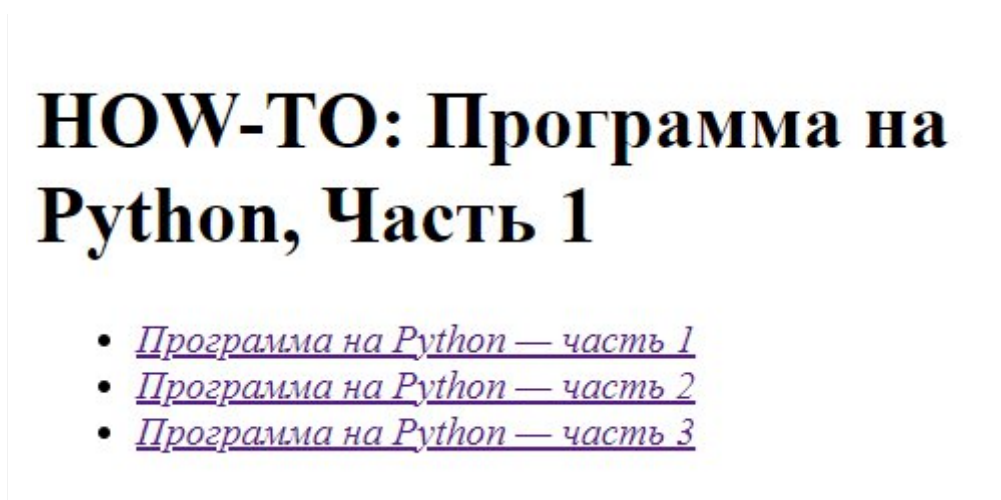 HOW-TO: Программа на
Python, Часть 1
Программа на Python — часть 1
Программа на Python — часть 2
Программа на Python — часть 3